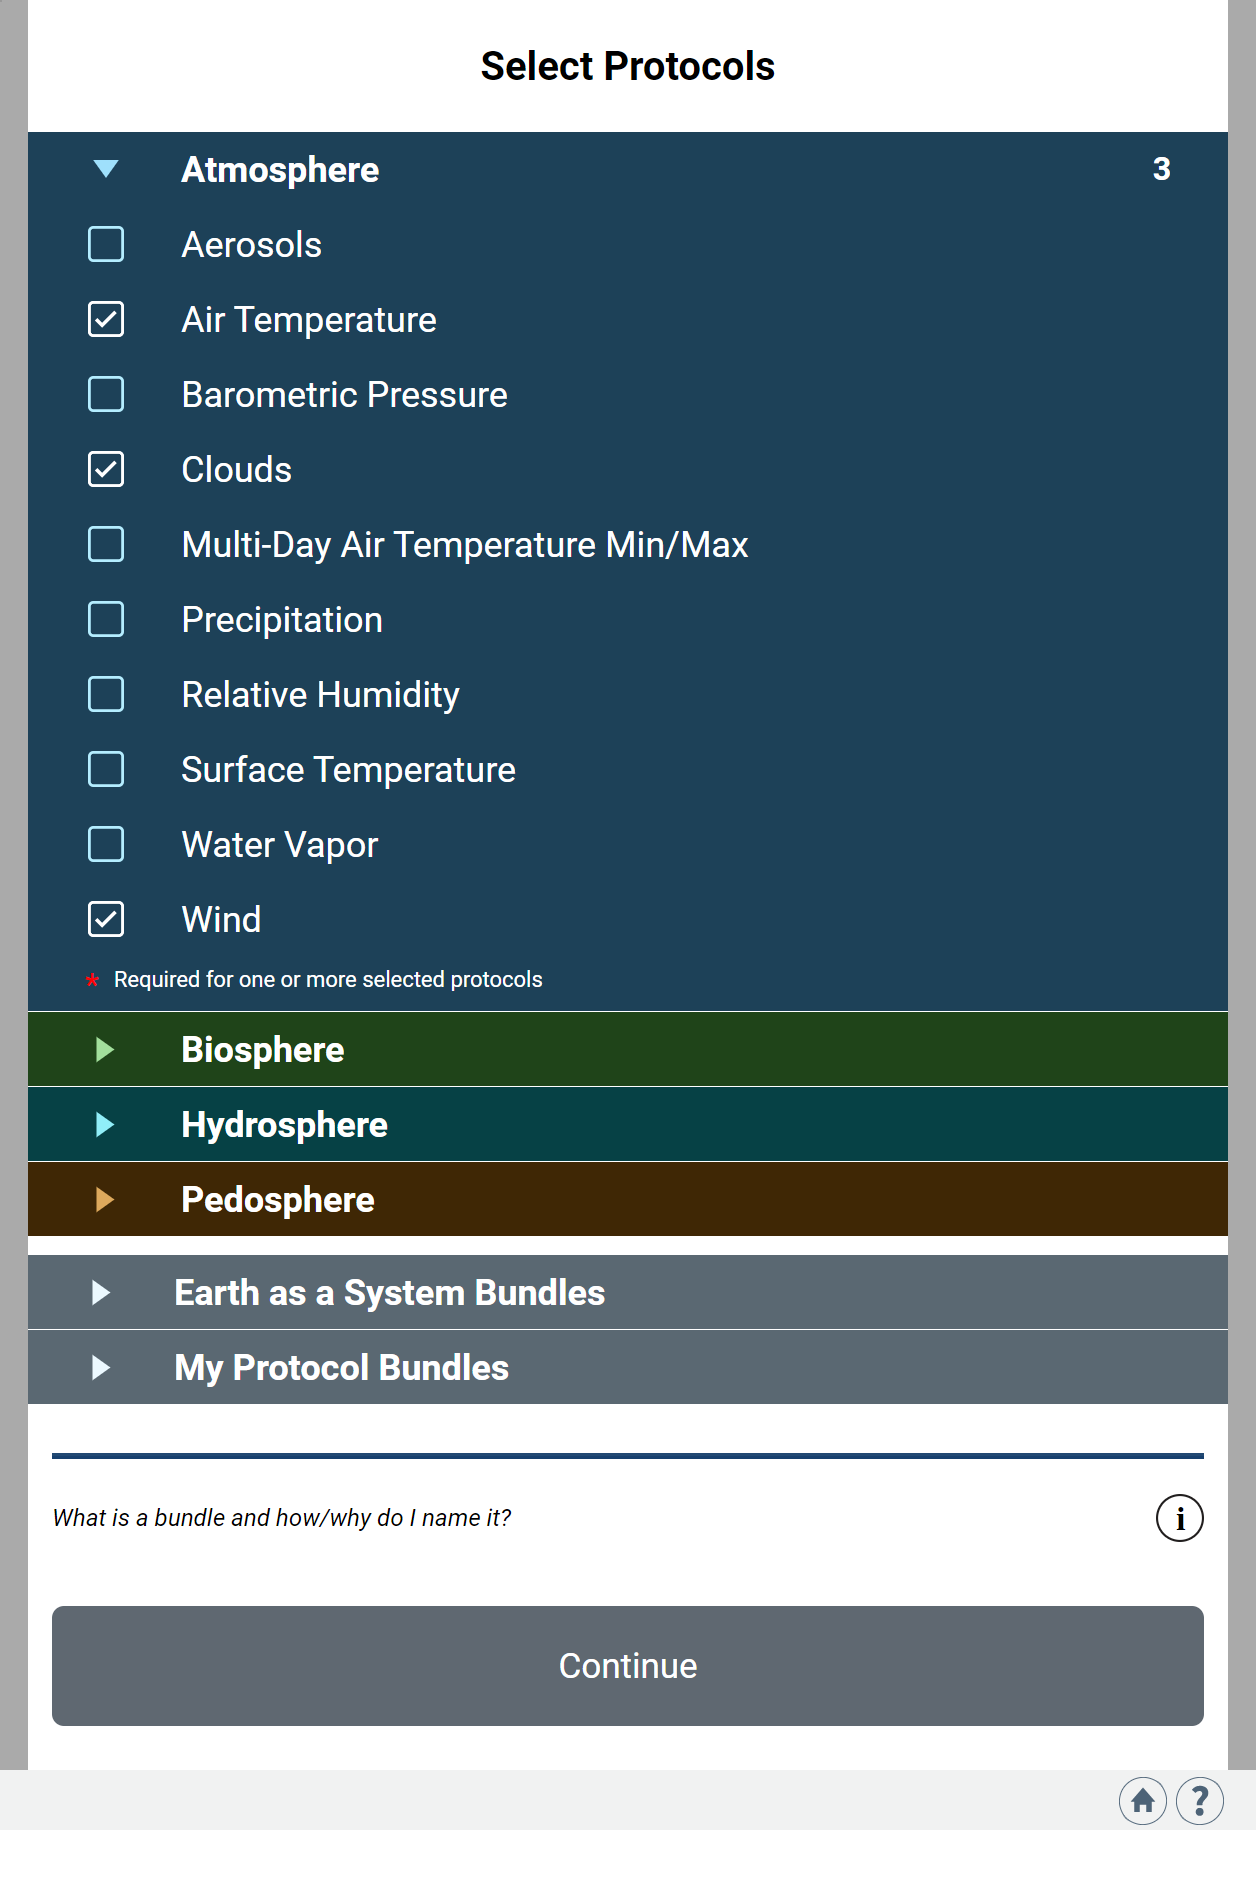 Select Protocols
Atmosphere 3
Aerosols
Air Temperature
Barometric Pressure
Clouds
Multi-Day Air Temperature Min/Max
Precipitation
Relative Humidity
Surface Temperature
Water Vapor
Wind
* Required for one or more selected protocols
Biosphere
Hydrosphere
Pedosphere
Earth as a System Bundles
My Protocol Bundles
What is a bundle and how/why do I name it? i
Continue
?